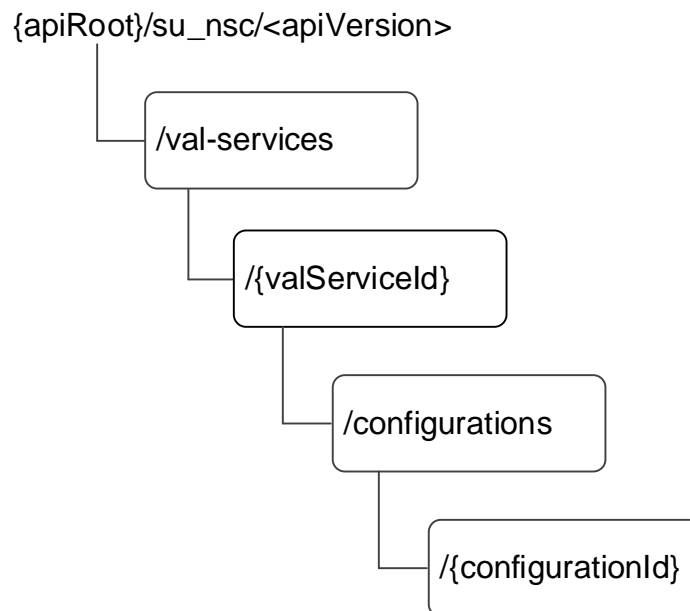 {apiRoot}/su_nsc/<apiVersion>
/val-services
/{valServiceId}
/configurations
/{configurationId}